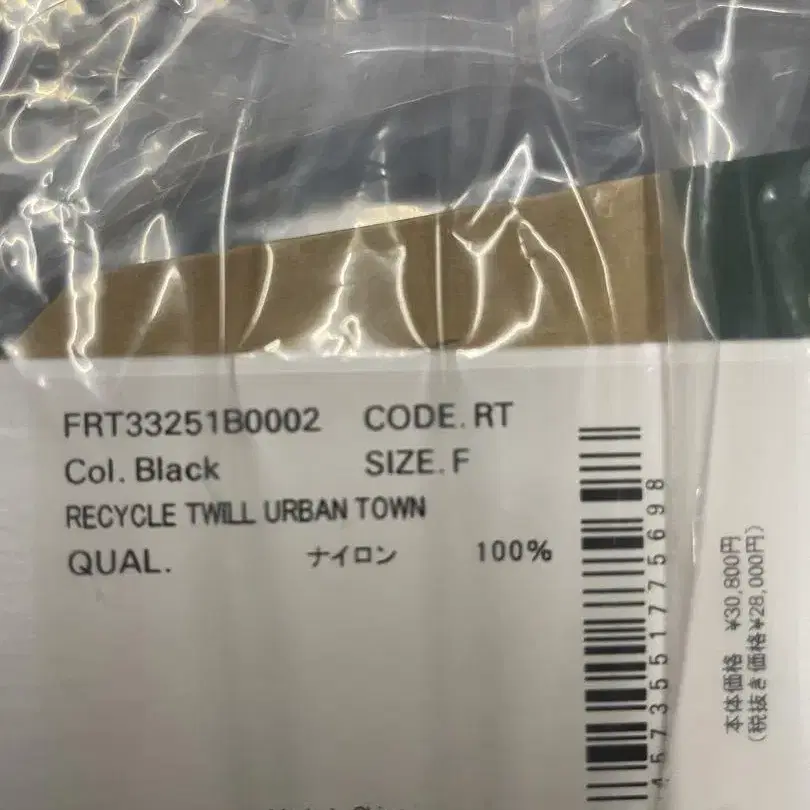 FRT33251B0002 CODE. RT
Col. Black SIZE. F
RECYCLE TWILL URBAN TOWN
QUAL. ナイロン 100%
4573551775698
本体価格 ¥30,800円
(税抜き価格¥28,000円)